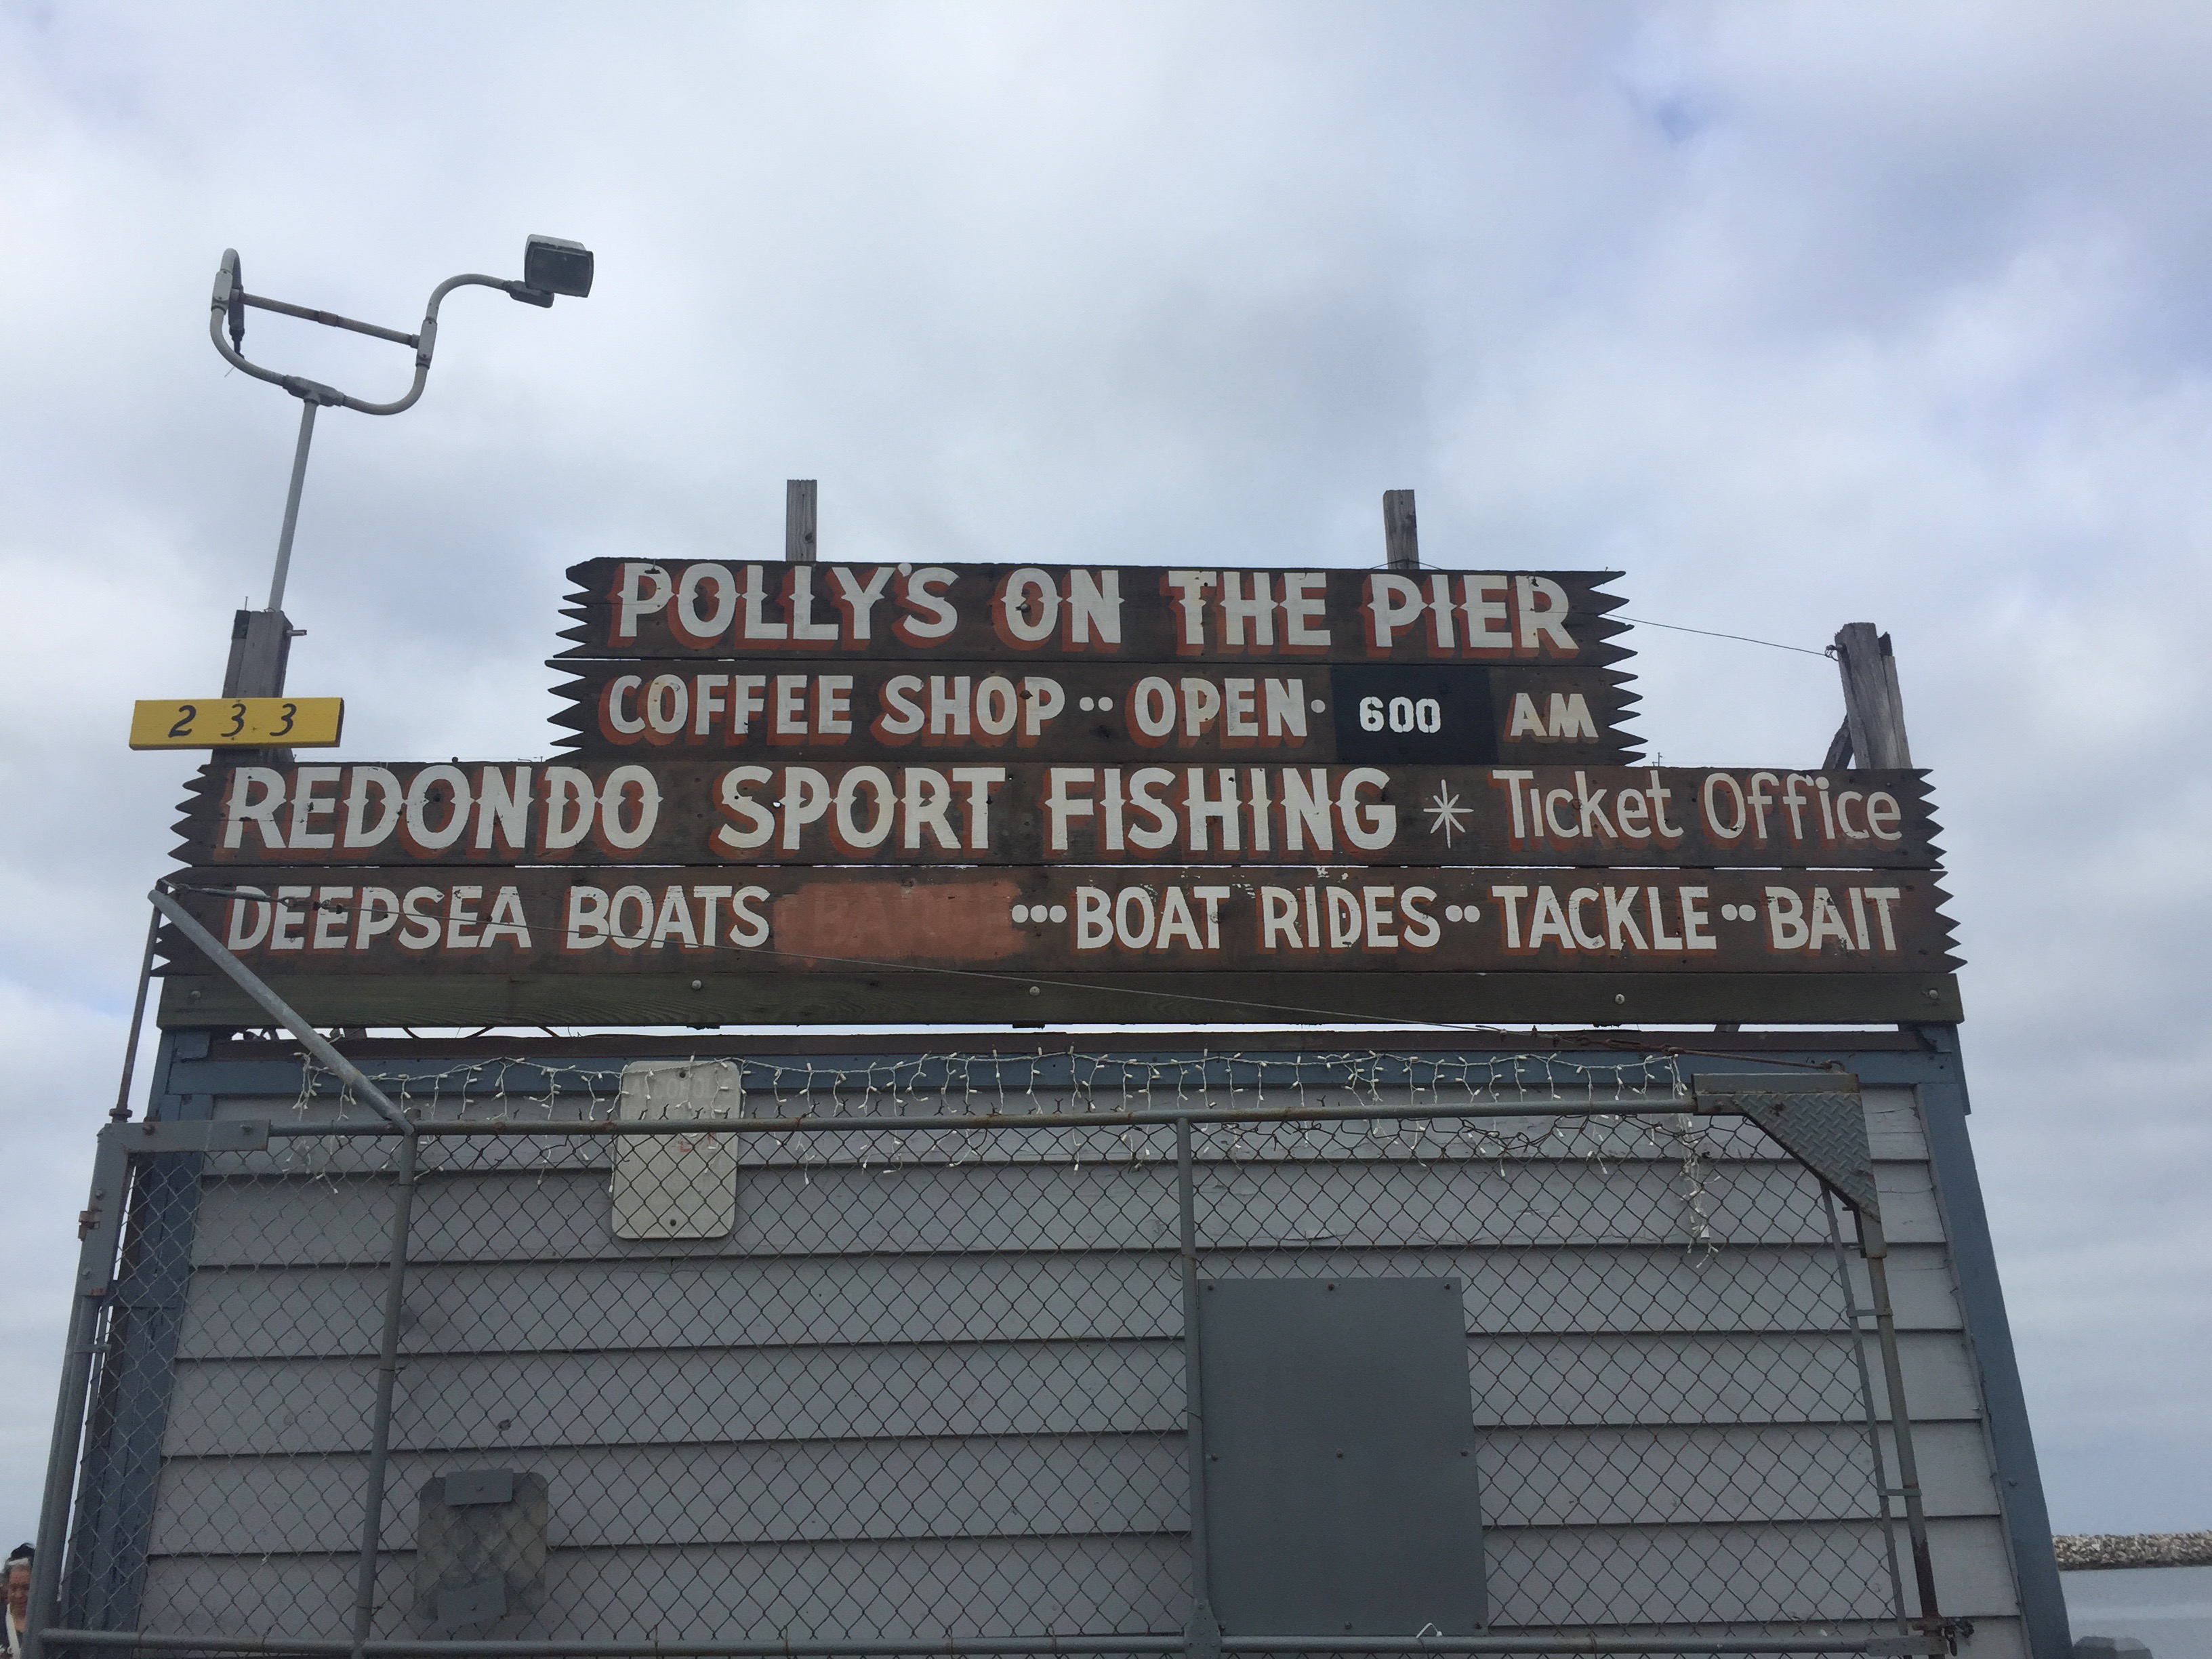 POLLY'S ON THE PIER
COFFEE SHOP·· OPEN· 600 AM
233
REDONDO SPORT FISHING * Ticket Office
DEEPSEA BOATS ···BOAT RIDES··TACKLE··BAIT